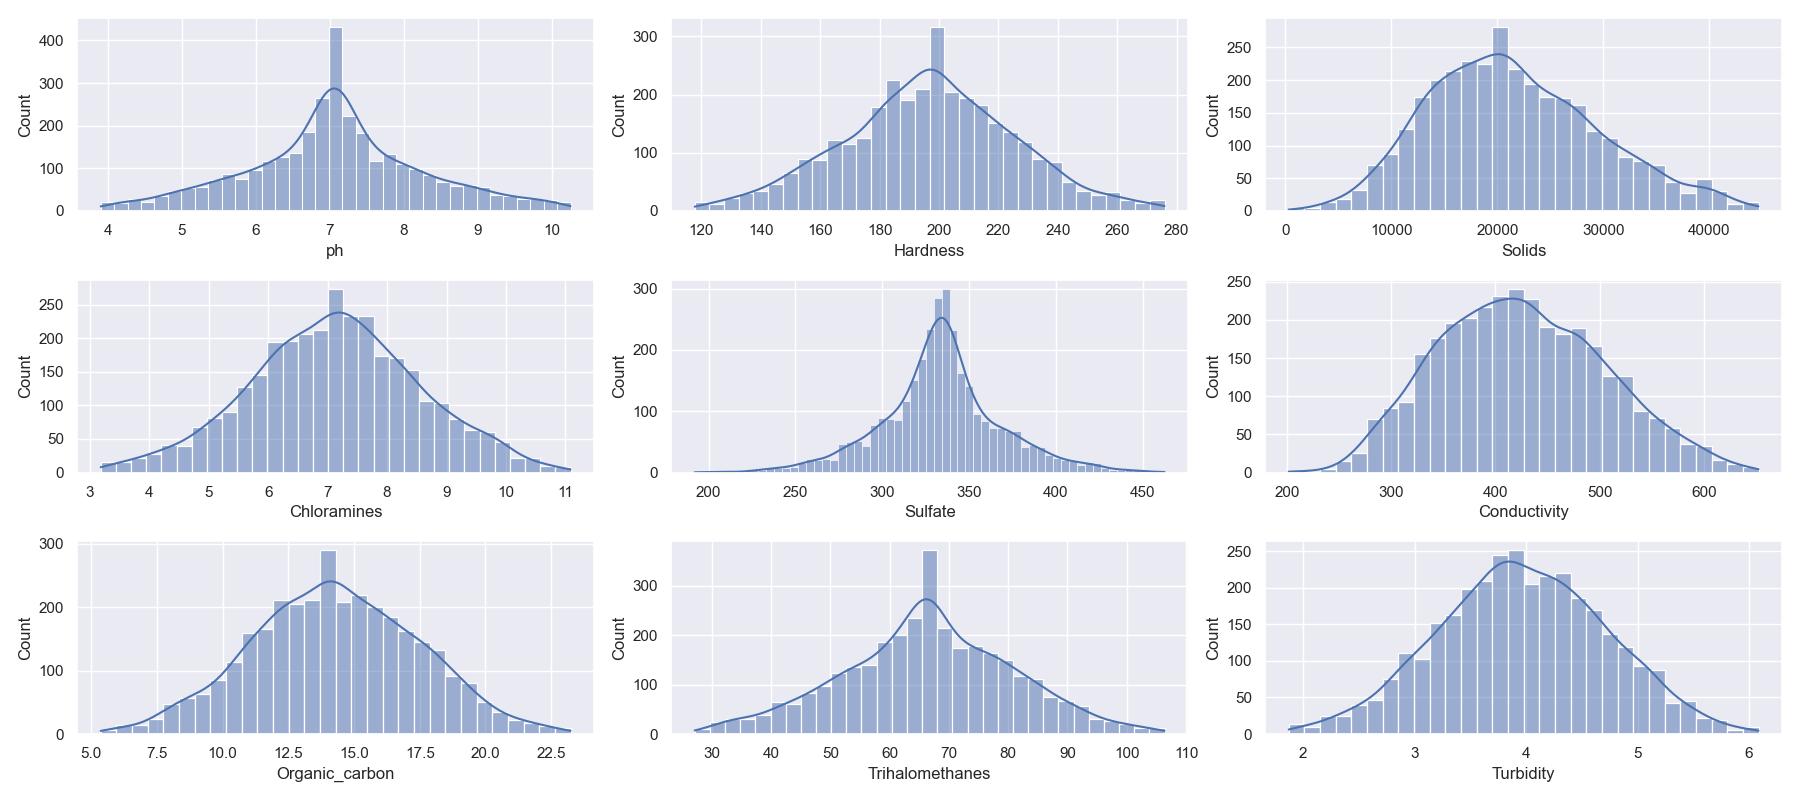 Count
400
300
200
100
0
4 5 6 7 8 9 10
ph
Count
300
200
100
0
120 140 160 180 200 220 240 260 280
Hardness
Count
250
200
150
100
50
0
0 10000 20000 30000 40000
Solids
Count
250
200
150
100
50
0
3 4 5 6 7 8 9 10 11
Chloramines
Count
300
200
100
0
200 250 300 350 400 450
Sulfate
Count
250
200
150
100
50
0
200 300 400 500 600
Conductivity
Count
300
200
100
0
5.0 7.5 10.0 12.5 15.0 17.5 20.0 22.5
Organic_carbon
Count
300
200
100
0
30 40 50 60 70 80 90 100 110
Trihalomethanes
Count
250
200
150
100
50
0
2 3 4 5 6
Turbidity